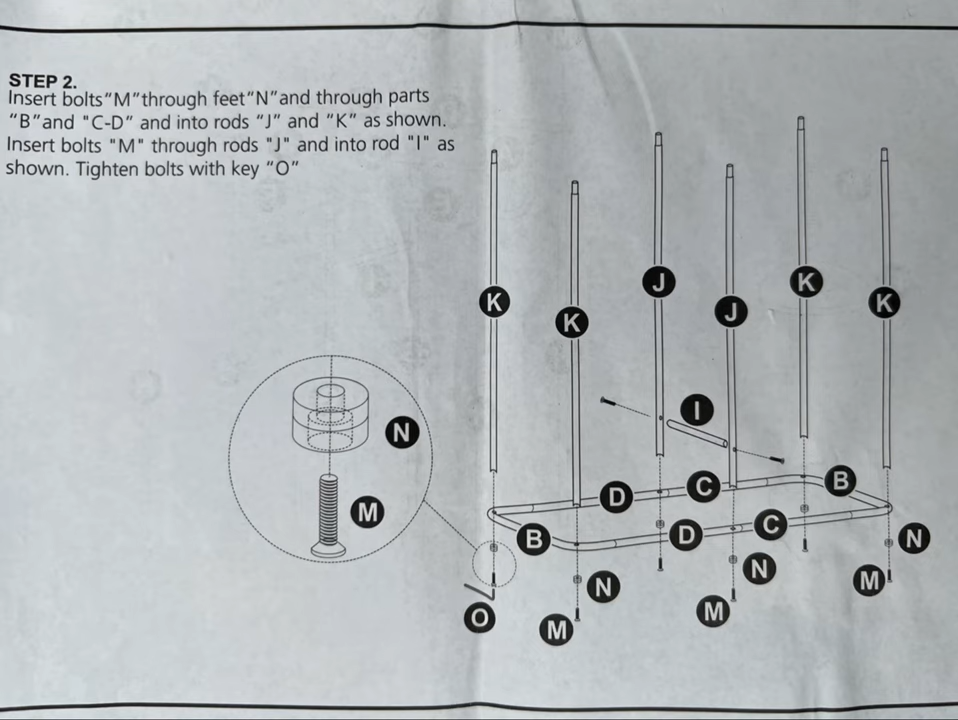 STEP 2.
Insert bolts"M"through feet"N"and through parts
"B"and "C-D" and into rods "J" and "K" as shown.
Insert bolts "M" through rods "J" and into rod "I" as
shown. Tighten bolts with key "O"
K
K
J
J
K
K
I
N
M
D
C
B
B
D
C
N
N
N
M
O
M
M